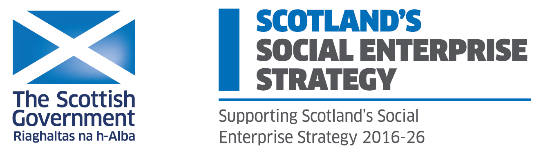 The Scottish
Government
Riaghaltas na h-Alba
SCOTLAND'S
SOCIAL ENTERPRISE
STRATEGY
Supporting Scotland's Social
Enterprise Strategy 2016-26